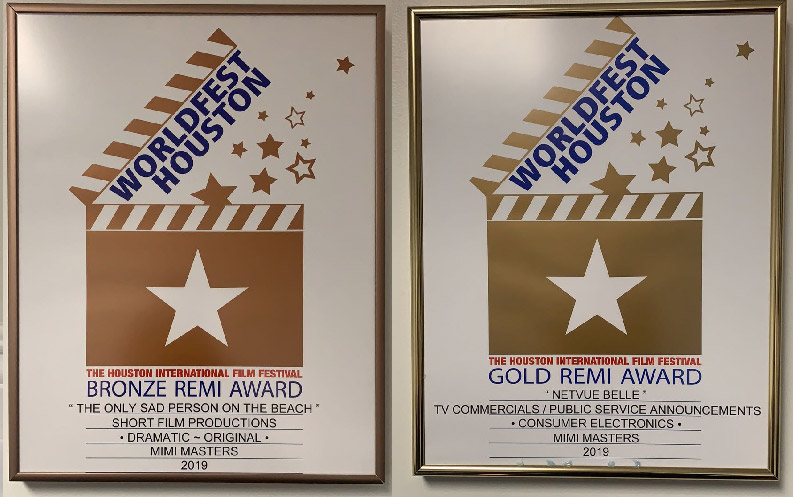 WORLDFEST
HOUSTON
THE HOUSTON INTERNATIONAL FILM FESTIVAL
BRONZE REMI AWARD
“ THE ONLY SAD PERSON ON THE BEACH ”
SHORT FILM PRODUCTIONS
• DRAMATIC ~ ORIGINAL •
MIMI MASTERS
2019
WORLDFEST
HOUSTON
THE HOUSTON INTERNATIONAL FILM FESTIVAL
GOLD REMI AWARD
‘ NETVUE BELLE ”
TV COMMERCIALS / PUBLIC SERVICE ANNOUNCEMENTS
• CONSUMER ELECTRONICS •
MIMI MASTERS
2019